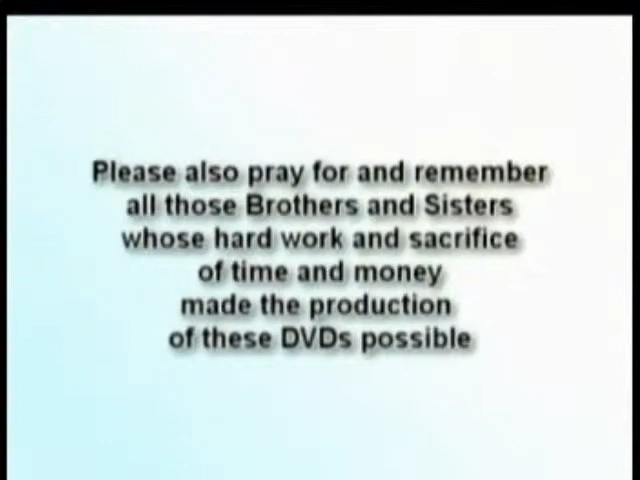 Please also pray for and remember
all those Brothers and Sisters
whose hard work and sacrifice
of time and money
made the production
of these DVDs possible